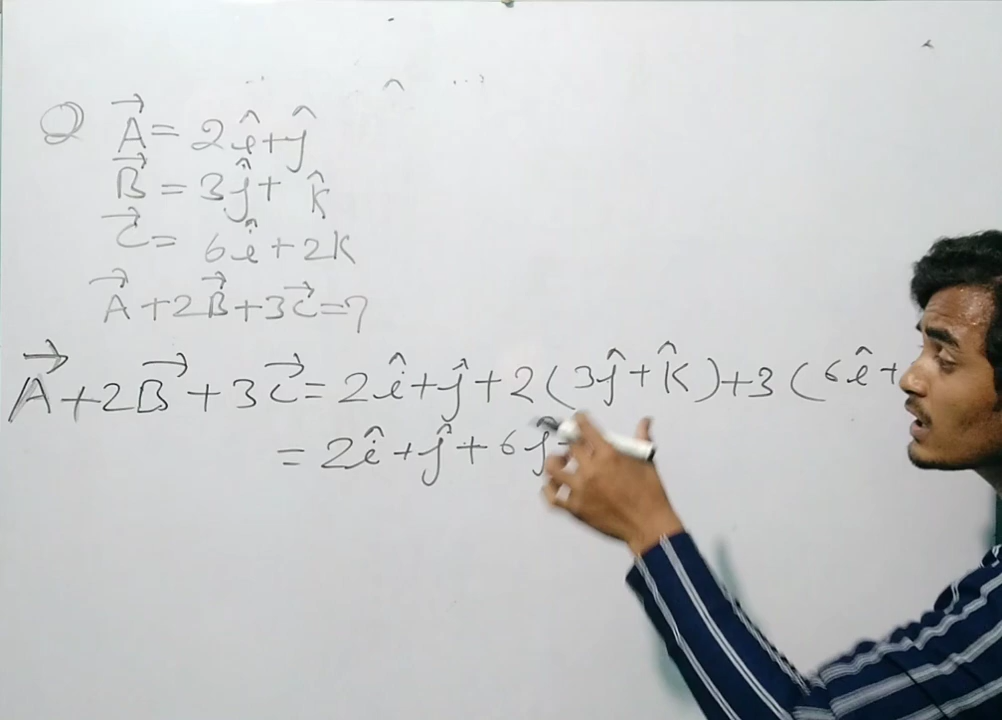 Q A⃗ = 2î+ĵ
B⃗ = 3ĵ+ k̂
C⃗ = 6î+2K
A⃗+2B⃗+3C⃗=?
A⃗+2B⃗+3C⃗=2î+ĵ+2(3ĵ+k̂)+3(6î+
=2î+ĵ+6ĵ+